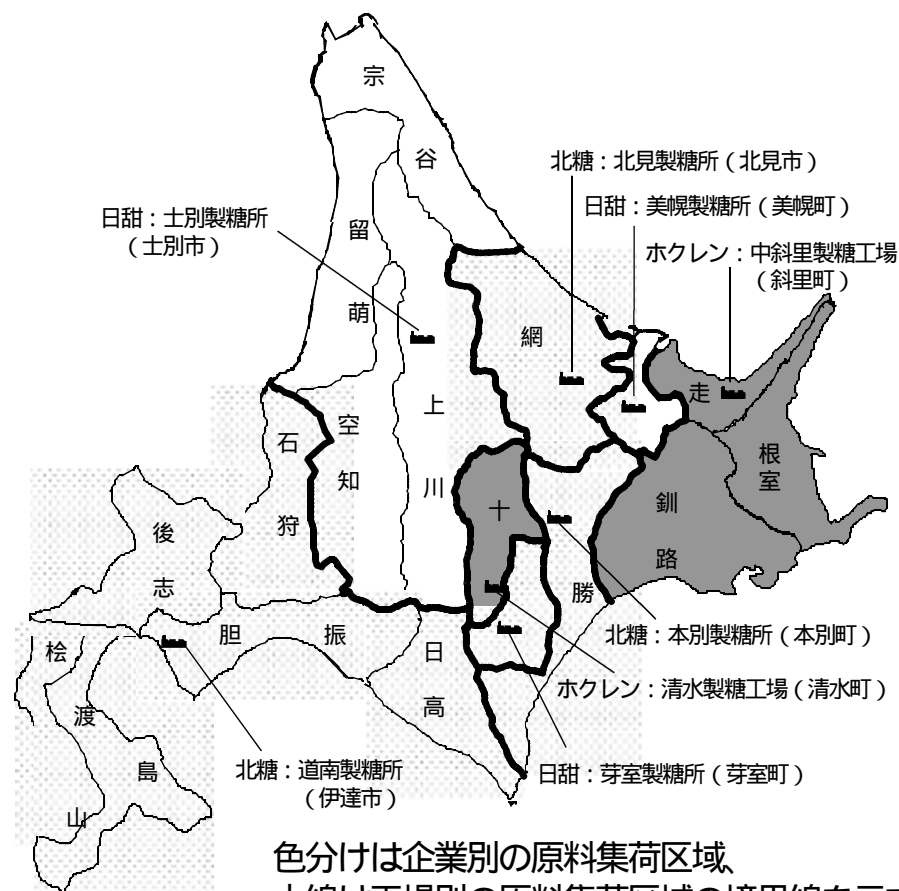 宗谷
留萌
上川
網走
空知
石狩
後志
胆振
日高
十勝
釧路
根室
桧山
渡島
北糖：北見製糖所（北見市）
日甜：美幌製糖所（美幌町）
ホクレン：中斜里製糖工場
（斜里町）
日甜：士別製糖所
（士別市）
北糖：本別製糖所（本別町）
ホクレン：清水製糖工場（清水町）
日甜：芽室製糖所（芽室町）
北糖：道南製糖所
（伊達市）
色分けは企業別の原料集荷区域、